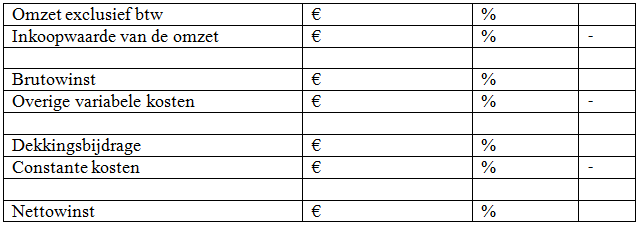 Omzet exclusief btw € %
Inkoopwaarde van de omzet € % -
Brutowinst € %
Overige variabele kosten € % -
Dekkingsbijdrage € %
Constante kosten € % -
Nettowinst € %